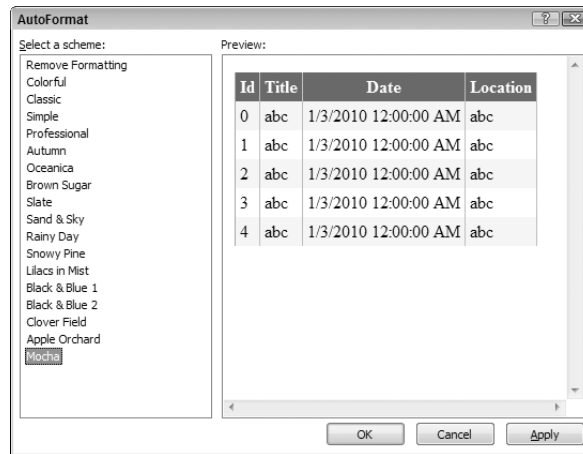 AutoFormat
Select a scheme:
Remove Formatting
Colorful
Classic
Simple
Professional
Autumn
Oceanica
Brown Sugar
Slate
Sand & Sky
Rainy Day
Snowy Pine
Lilacs in Mist
Black & Blue 1
Black & Blue 2
Clover Field
Apple Orchard
Mocha
Preview:
Id Title Date Location
0 abc 1/3/2010 12:00:00 AM abc
1 abc 1/3/2010 12:00:00 AM abc
2 abc 1/3/2010 12:00:00 AM abc
3 abc 1/3/2010 12:00:00 AM abc
4 abc 1/3/2010 12:00:00 AM abc
OK Cancel Apply